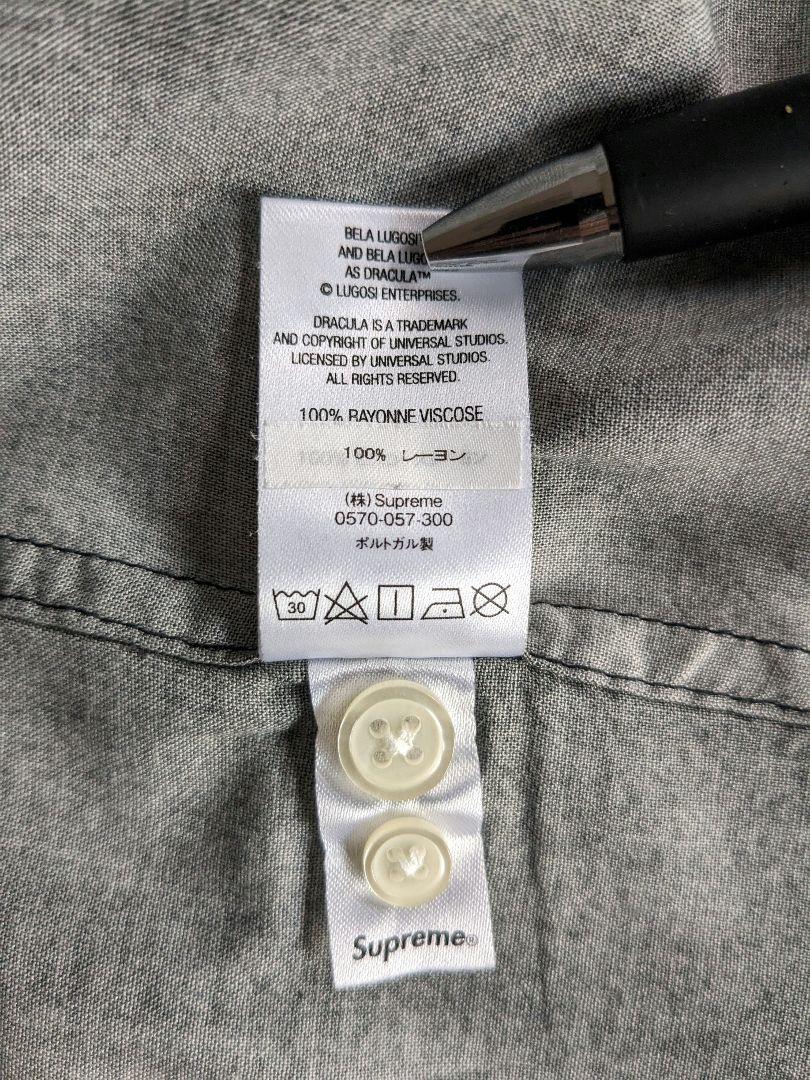 BELA LUGOSI
AND BELA
AS DRACULA™
© LUGOSI ENTERPRISES.
DRACULA IS A TRADEMARK
AND COPYRIGHT OF UNIVERSAL STUDIOS.
LICENSED BY UNIVERSAL STUDIOS.
ALL RIGHTS RESERVED.
100% RAYONNE VISCOSE
100% レーヨン
(株)Supreme
0570-057-300
ポルトガル製
30
Supreme®